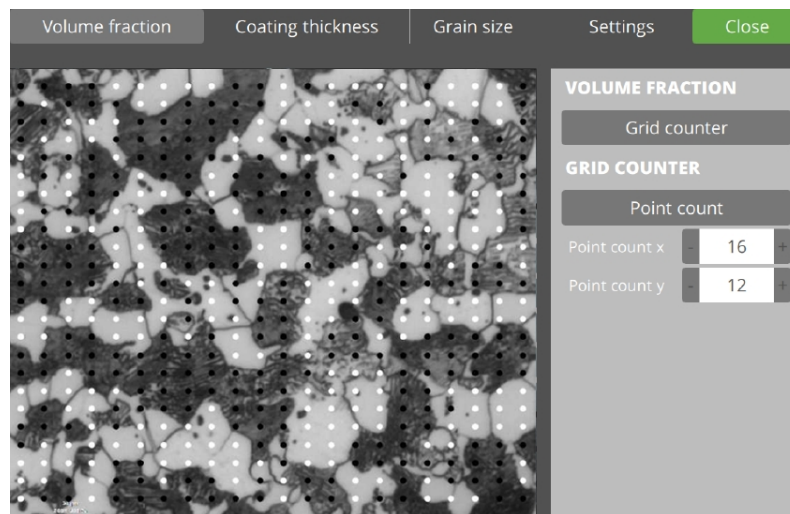 Volume fraction
Coating thickness
Grain size
Settings
Close
VOLUME FRACTION
Grid counter
GRID COUNTER
Point count
Point count x
-
16
+
Point count y
-
12
+